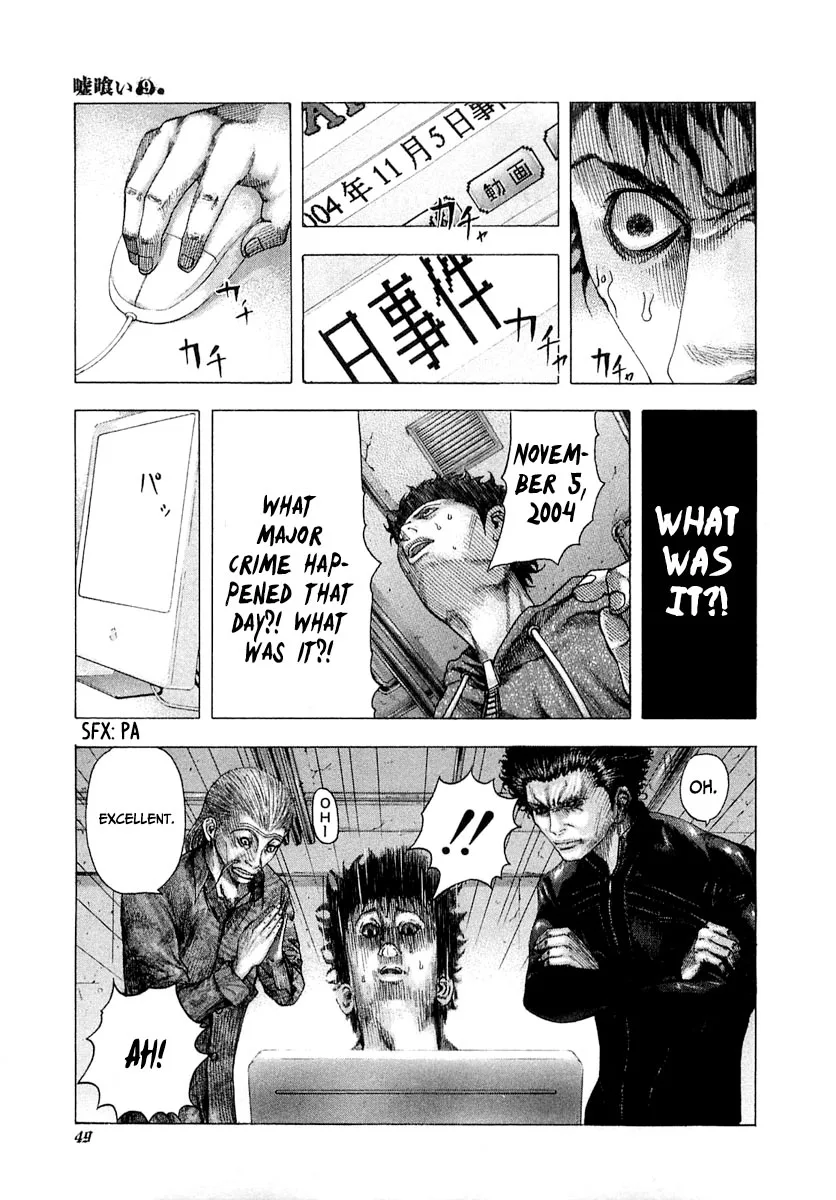 嘘喰い 9
カチャ
004年11月5日事件
動画
カチャ
日事件
カチャ
カチ
カチ
WHAT
WAS
IT?!
NOVEM-
BER 5,
2004
WHAT
MAJOR
CRIME HAP-
PENED THAT
DAY?! WHAT
WAS IT?!
パッ
SFX: PA
OH.
!!
OH!
EXCELLENT.
AH!
49